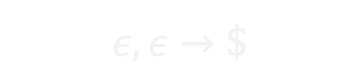 ϵ, ϵ → $